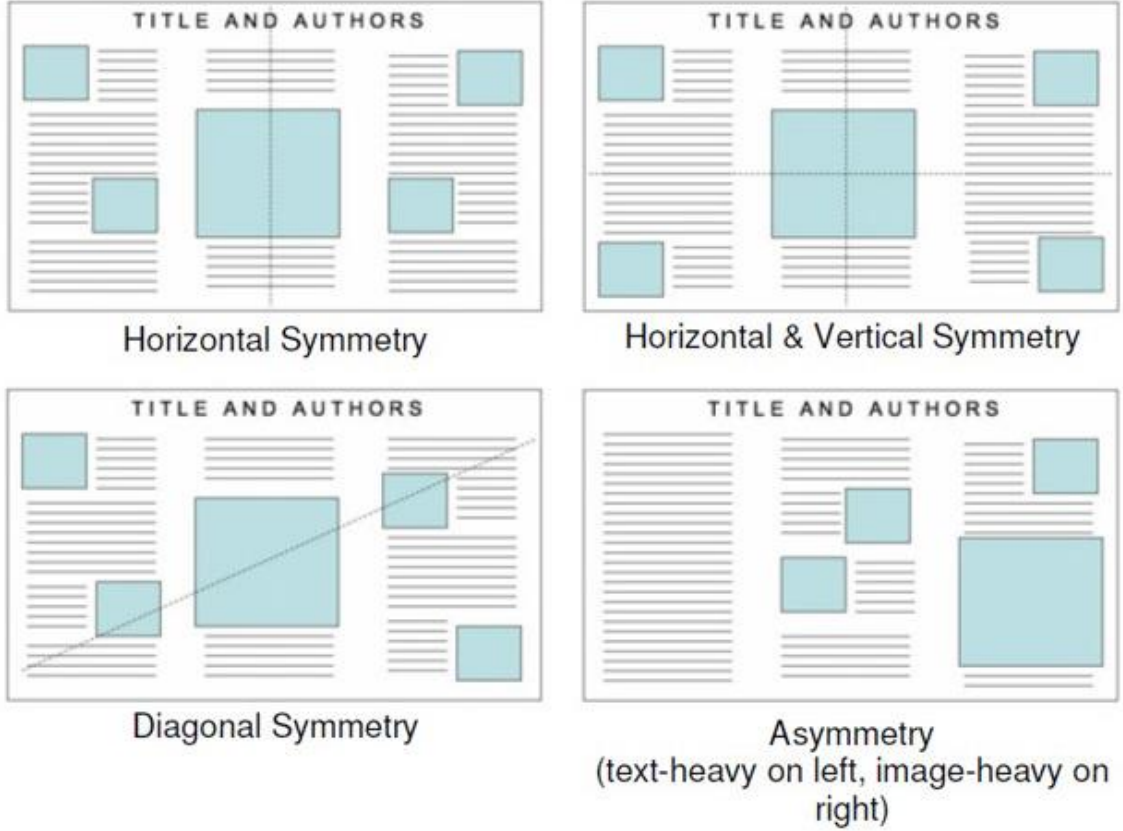 TITLE AND AUTHORS
Horizontal Symmetry
TITLE AND AUTHORS
Horizontal & Vertical Symmetry
TITLE AND AUTHORS
Diagonal Symmetry
TITLE AND AUTHORS
Asymmetry
(text-heavy on left, image-heavy on
right)